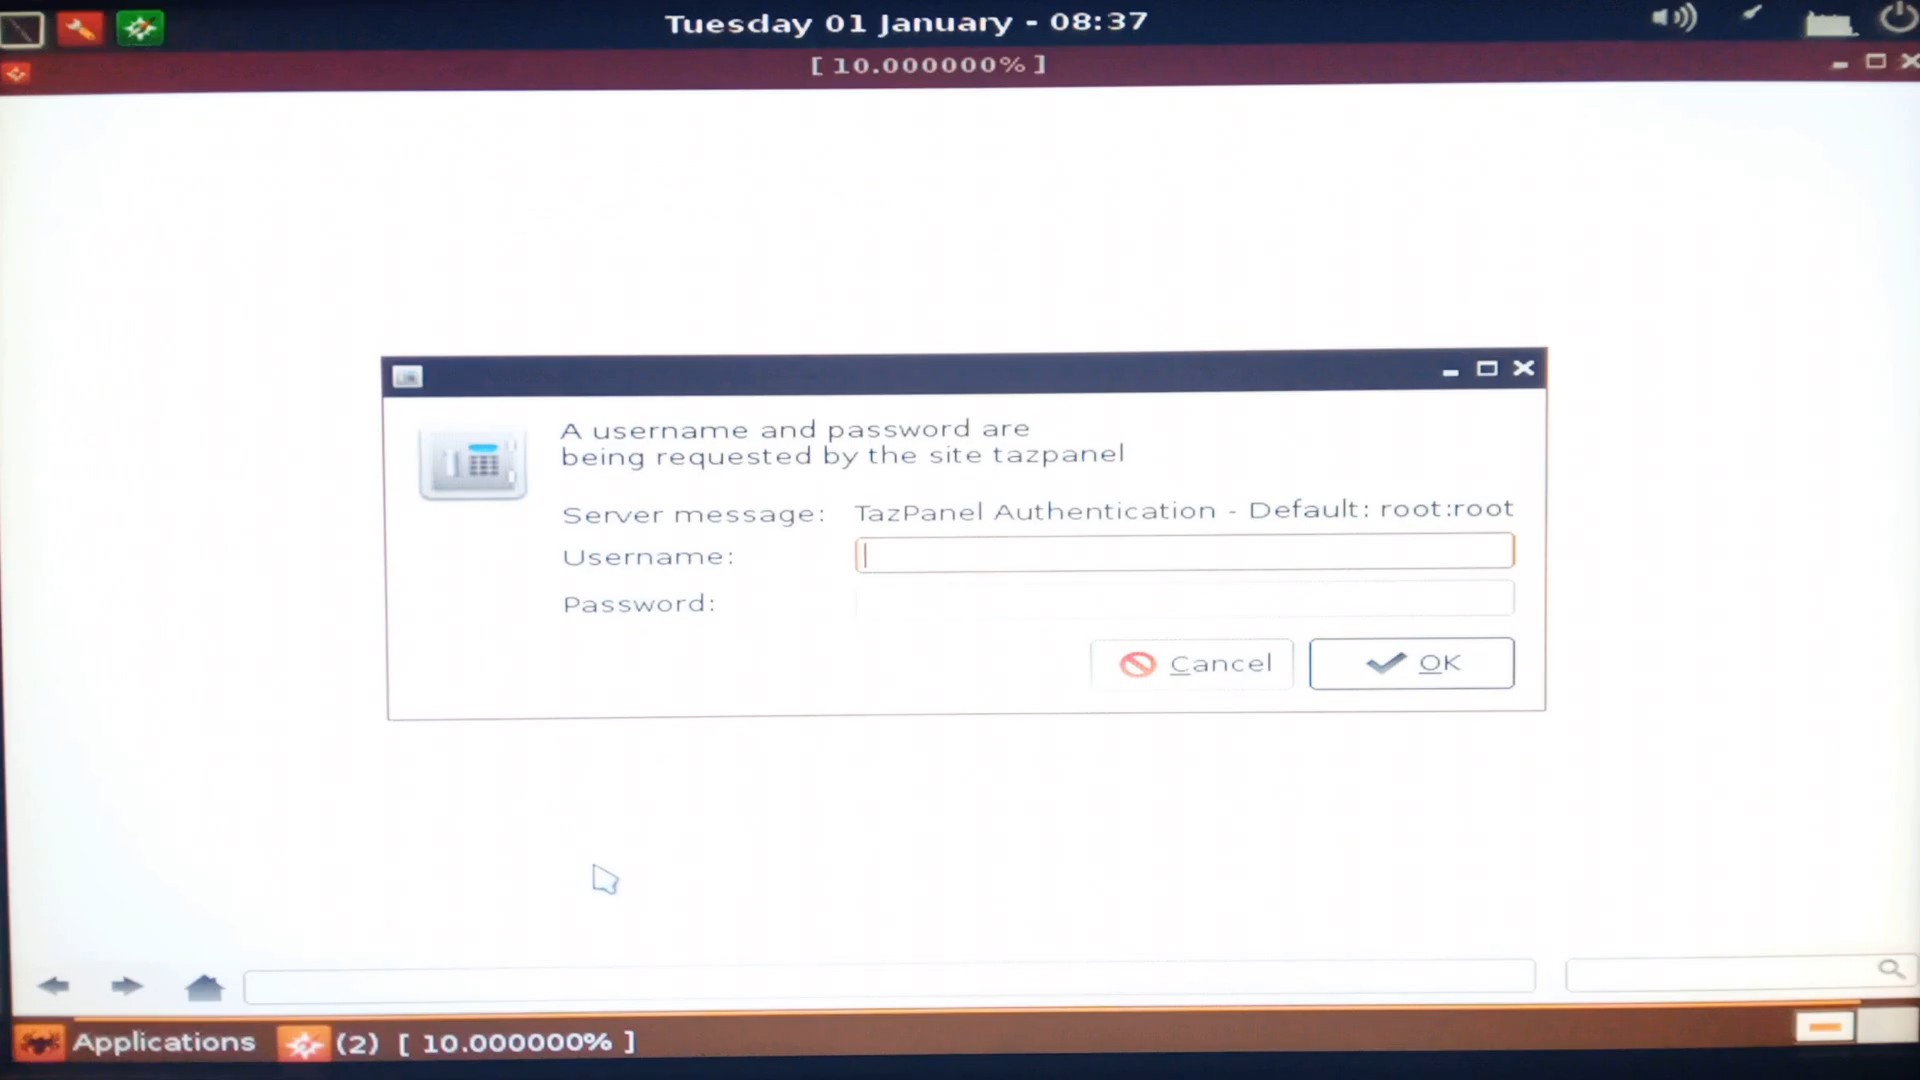 Tuesday 01 January - 08:37
[ 10.000000% ]
A username and password are
being requested by the site tazpanel
Server message: TazPanel Authentication - Default: root:root
Username:
Password:
Cancel
OK
Applications (2) [ 10.000000% ]